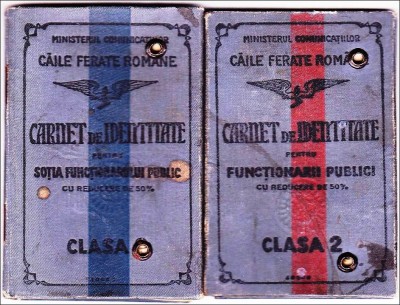 MINISTERUL COMUNICAȚIILOR
CĂILE FERATE ROMÂNE
CARNET DE IDENTITATE
PENTRU
SOȚIA FUNCȚIONARULUI PUBLIC
CU REDUCERE DE 50%
CLASA
MINISTERUL COMUNICAȚIILOR
CĂILE FERATE ROMÂNE
CARNET DE IDENTITATE
PENTRU
FUNCȚIONARII PUBLICI
CU REDUCERE DE 50%
CLASA 2